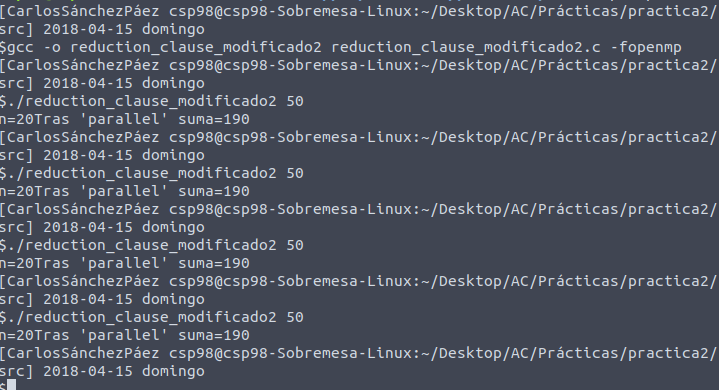 [CarlosSánchezPáez csp98@csp98-Sobremesa-Linux:~/Desktop/AC/Prácticas/practica2/
src] 2018-04-15 domingo
$gcc -o reduction_clause_modificado2 reduction_clause_modificado2.c -fopenmp
[CarlosSánchezPáez csp98@csp98-Sobremesa-Linux:~/Desktop/AC/Prácticas/practica2/
src] 2018-04-15 domingo
$./reduction_clause_modificado2 50
n=20Tras 'parallel' suma=190
[CarlosSánchezPáez csp98@csp98-Sobremesa-Linux:~/Desktop/AC/Prácticas/practica2/
src] 2018-04-15 domingo
$./reduction_clause_modificado2 50
n=20Tras 'parallel' suma=190
[CarlosSánchezPáez csp98@csp98-Sobremesa-Linux:~/Desktop/AC/Prácticas/practica2/
src] 2018-04-15 domingo
$./reduction_clause_modificado2 50
n=20Tras 'parallel' suma=190
[CarlosSánchezPáez csp98@csp98-Sobremesa-Linux:~/Desktop/AC/Prácticas/practica2/
src] 2018-04-15 domingo
$./reduction_clause_modificado2 50
n=20Tras 'parallel' suma=190
[CarlosSánchezPáez csp98@csp98-Sobremesa-Linux:~/Desktop/AC/Prácticas/practica2/
src] 2018-04-15 domingo
$